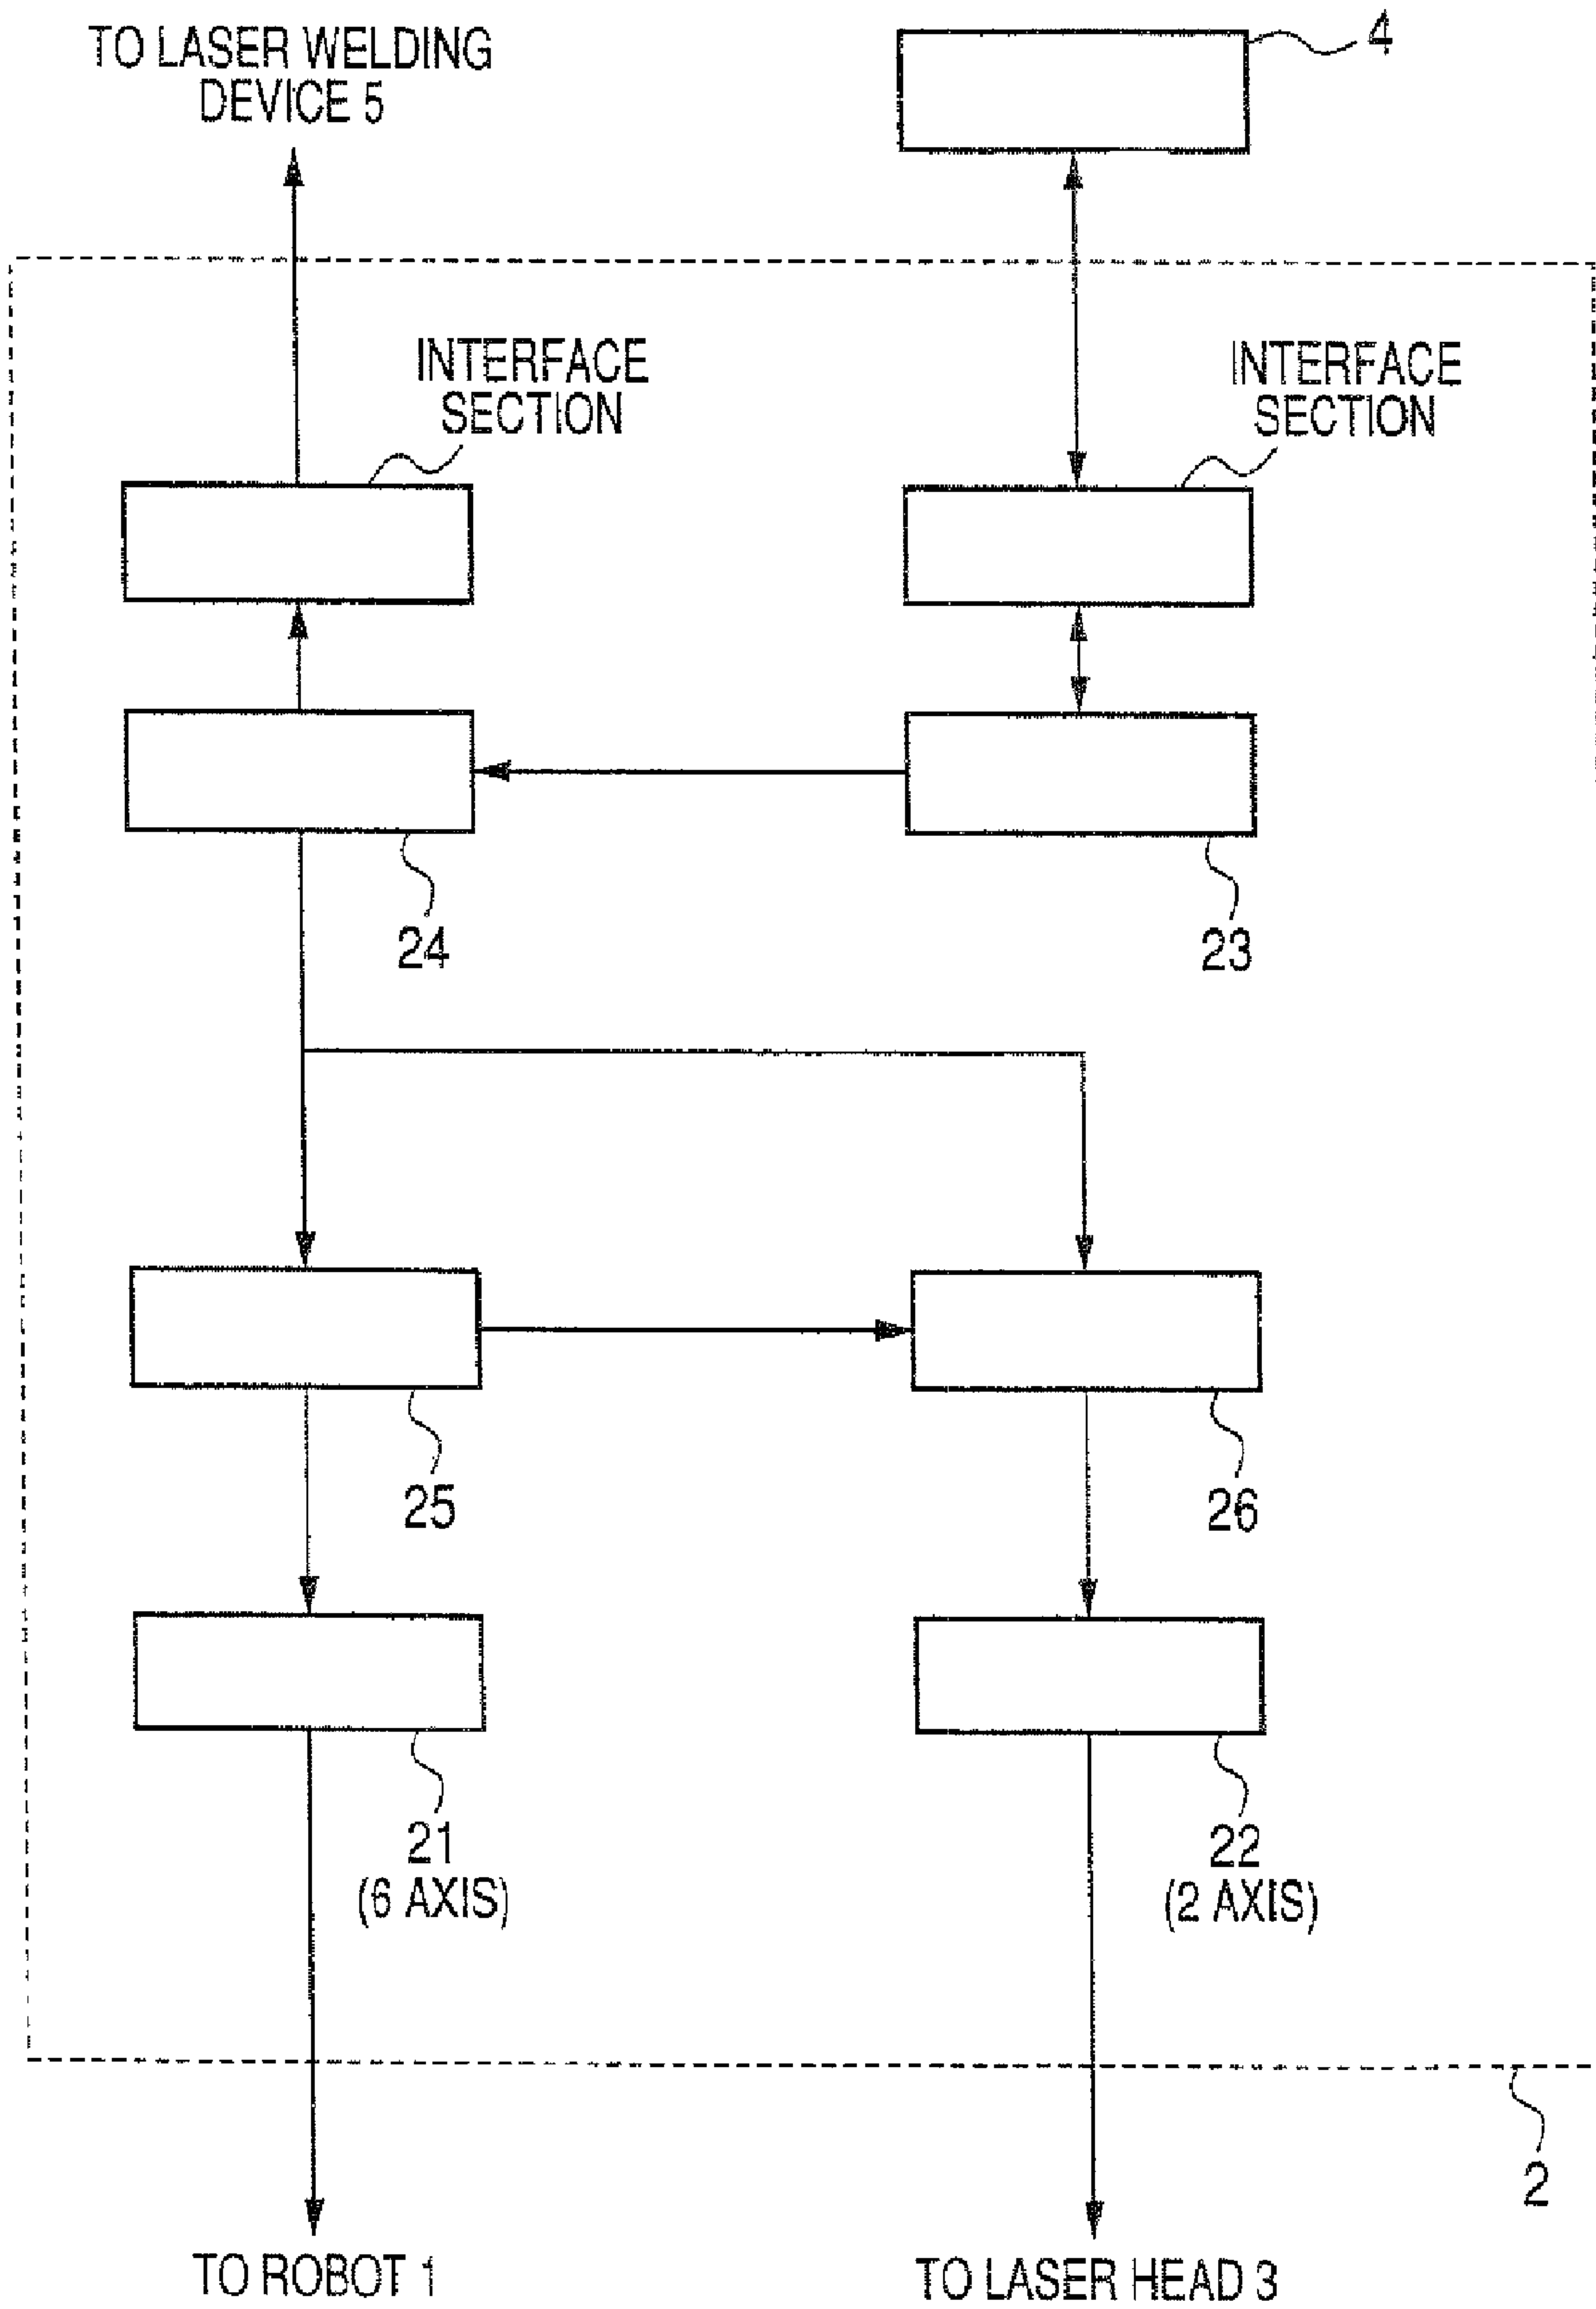 TO LASER WELDING
DEVICE 5
4
INTERFACE
SECTION
INTERFACE
SECTION
24
23
25
26
21
(6 AXIS)
22
(2 AXIS)
2
TO ROBOT 1
TO LASER HEAD 3